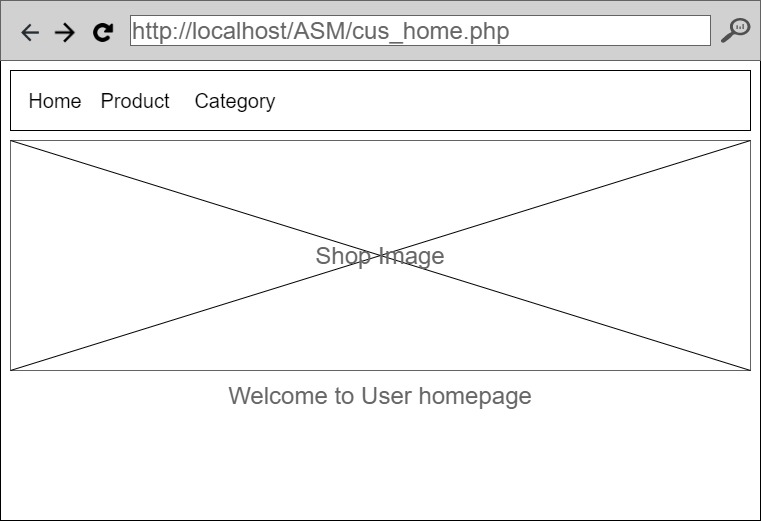 http://localhost/ASM/cus_home.php
Home Product Category
Shop Image
Welcome to User homepage